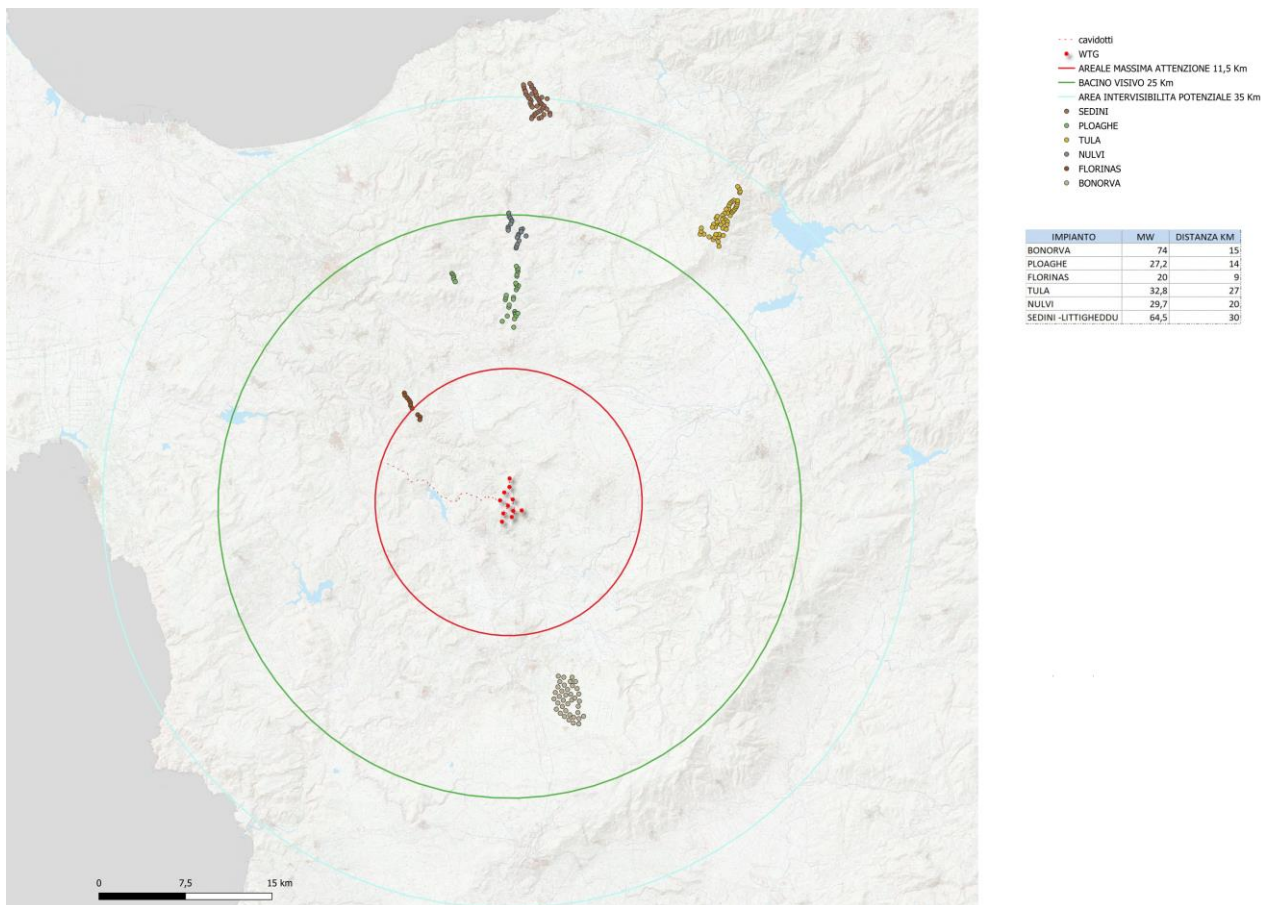 cavidotti
WTG
AREALE MASSIMA ATTENZIONE 11,5 Km
BACINO VISIVO 25 Km
AREA INTERVISIBILITA POTENZIALE 35 Km
SEDINI
PLOAGHE
TULA
NULVI
FLORINAS
BONORVA
IMPIANTO MW DISTANZA KM
BONORVA 74 15
PLOAGHE 27,2 14
FLORINAS 20 9
TULA 32,8 27
NULVI 29,7 20
SEDINI -LITTIGHEDDU 64,5 30
0 7,5 15 km